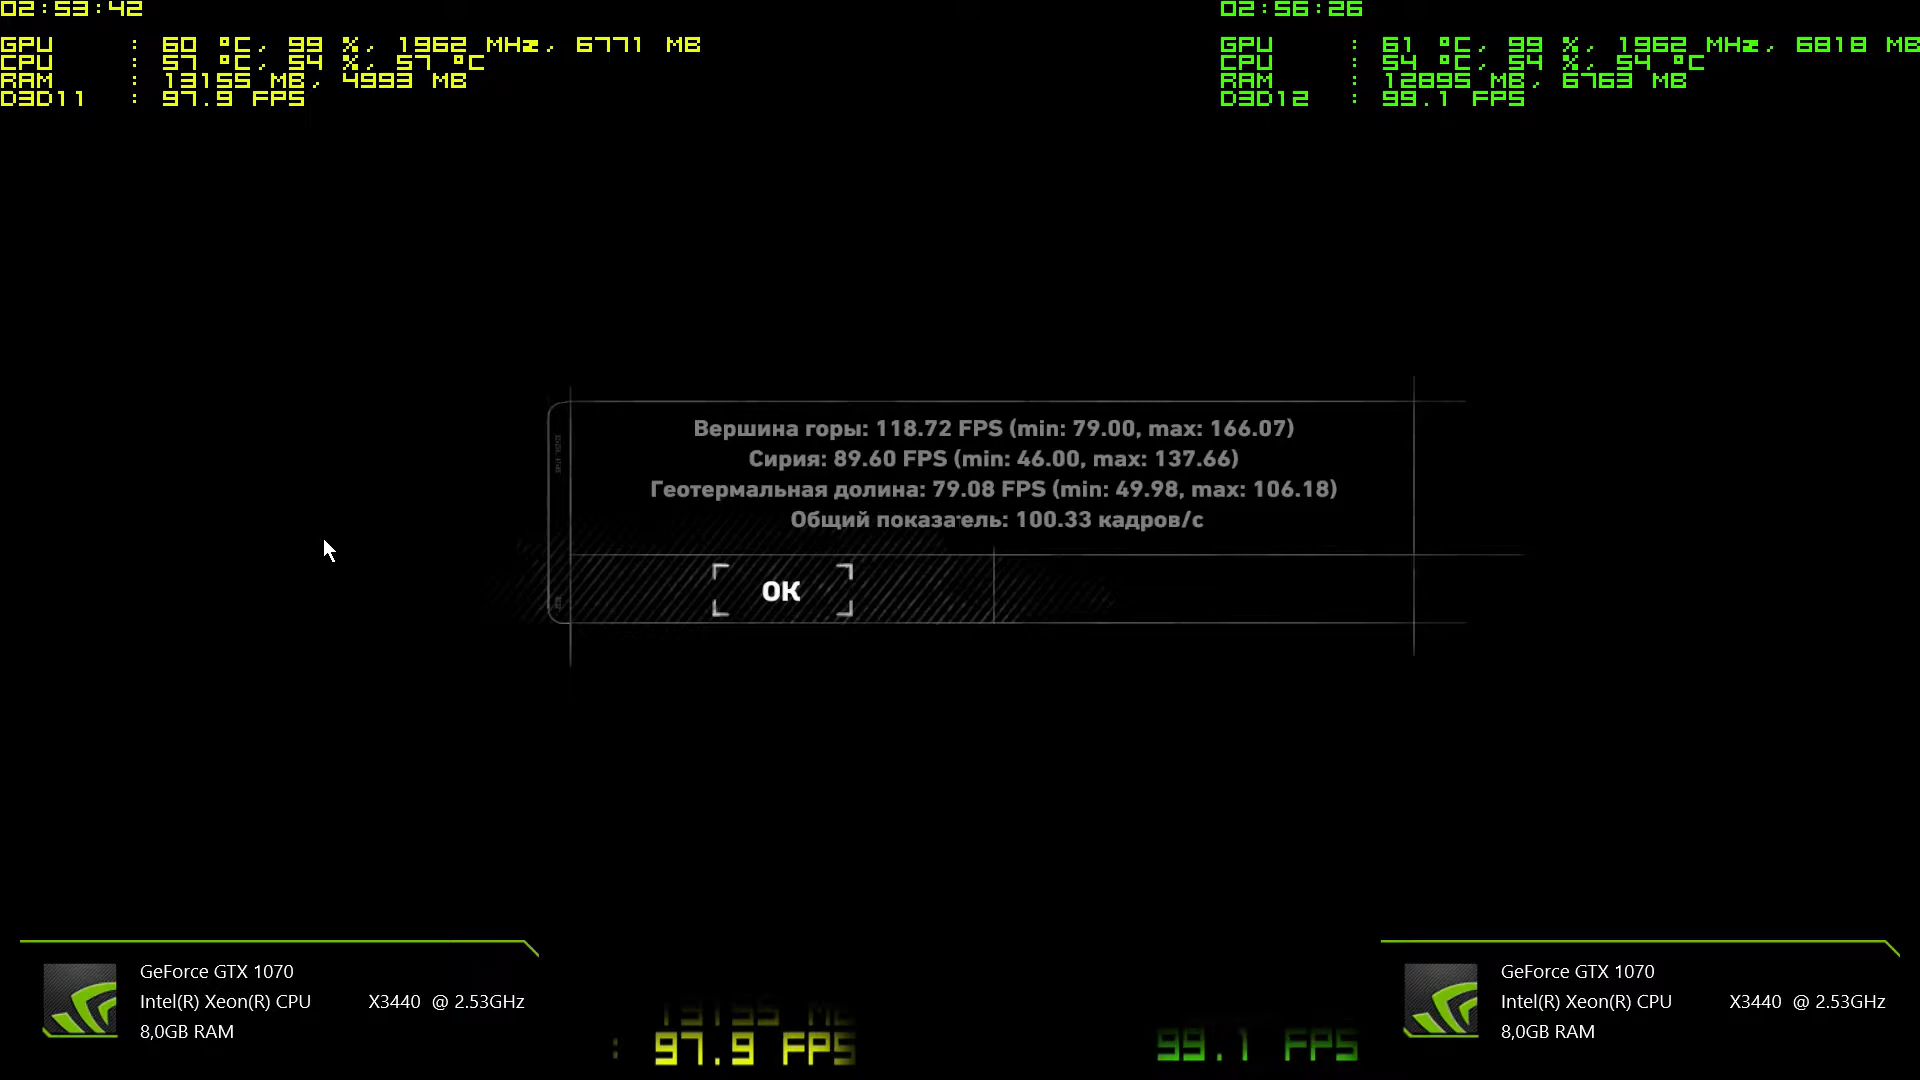 02:53:42
GPU : 60 °C, 99 %, 1962 MHz, 6771 MB
CPU : 57 °C, 54 %, 57 °C
RAM : 13155 MB, 4993 MB
D3D11 : 97.9 FPS
02:56:26
GPU : 61 °C, 99 %, 1962 MHz, 6818 MB
CPU : 54 °C, 54 %, 54 °C
RAM : 12895 MB, 6763 MB
D3D12 : 99.1 FPS
Вершина горы: 118.72 FPS (min: 79.00, max: 166.07)
Сирия: 89.60 FPS (min: 46.00, max: 137.66)
Геотермальная долина: 79.08 FPS (min: 49.98, max: 106.18)
Общий показатель: 100.33 кадров/с
ОК
GeForce GTX 1070
Intel(R) Xeon(R) CPU X3440 @ 2.53GHz
8,0GB RAM
13155 MB
: 97.9 FPS
99.1 FPS
GeForce GTX 1070
Intel(R) Xeon(R) CPU X3440 @ 2.53GHz
8,0GB RAM